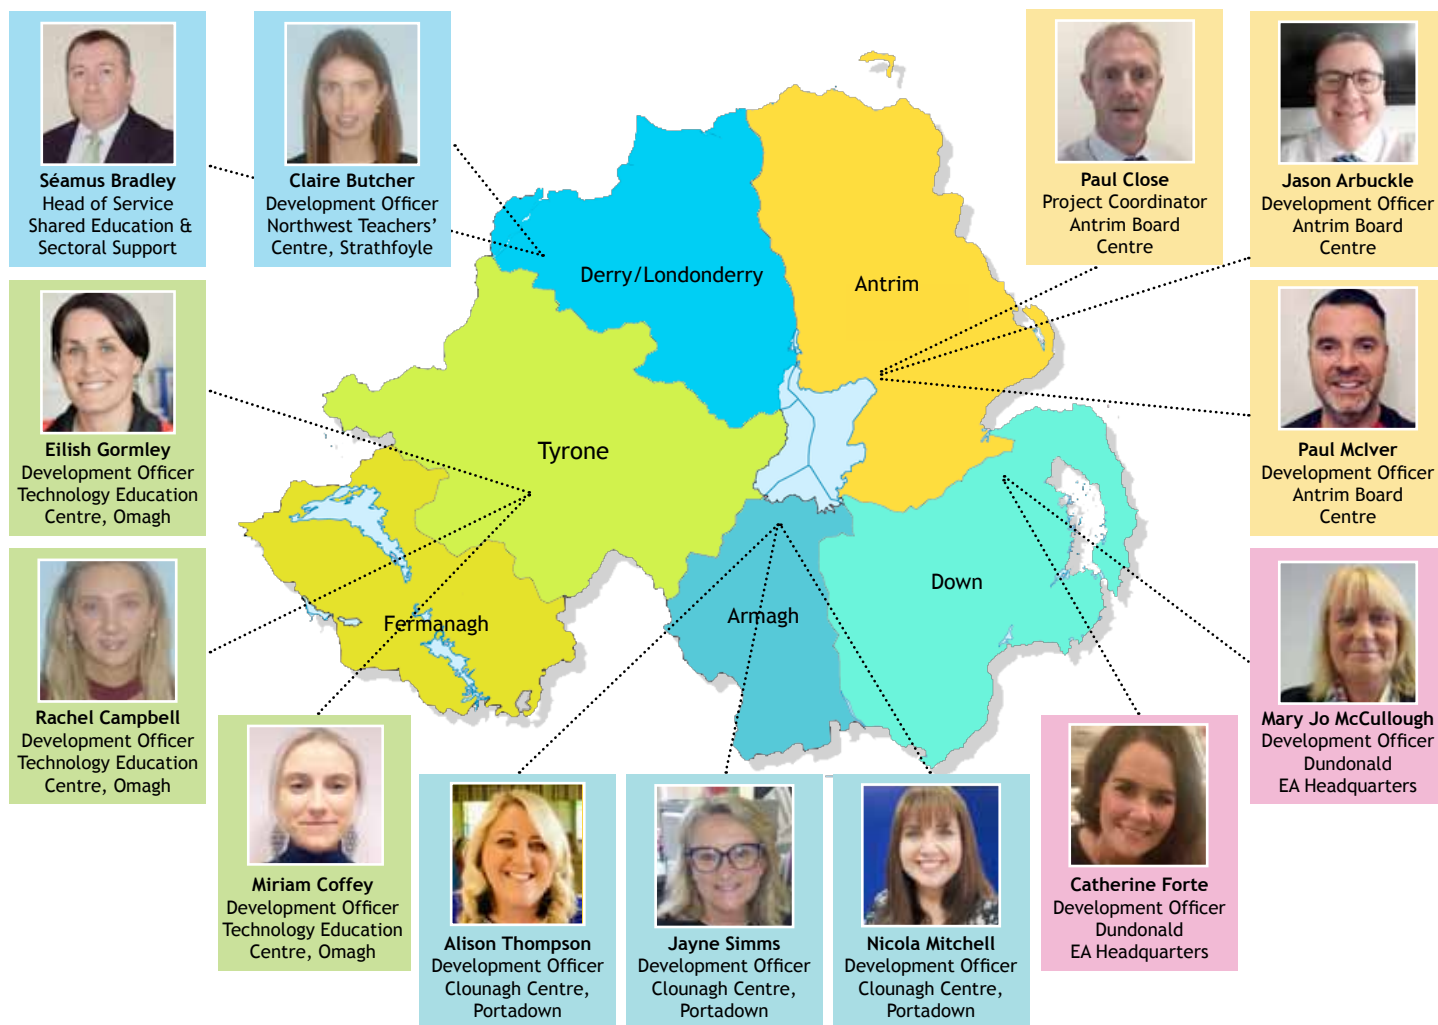 Séamus Bradley
Head of Service
Shared Education &
Sectoral Support
Claire Butcher
Development Officer
Northwest Teachers’
Centre, Strathfoyle
Paul Close
Project Coordinator
Antrim Board
Centre
Jason Arbuckle
Development Officer
Antrim Board
Centre
Eilish Gormley
Development Officer
Technology Education
Centre, Omagh
Paul McIver
Development Officer
Antrim Board
Centre
Derry/Londonderry
Antrim
Tyrone
Fermanagh
Armagh
Down
Rachel Campbell
Development Officer
Technology Education
Centre, Omagh
Mary Jo McCullough
Development Officer
Dundonald
EA Headquarters
Miriam Coffey
Development Officer
Technology Education
Centre, Omagh
Alison Thompson
Development Officer
Clounagh Centre,
Portadown
Jayne Simms
Development Officer
Clounagh Centre,
Portadown
Nicola Mitchell
Development Officer
Clounagh Centre,
Portadown
Catherine Forte
Development Officer
Dundonald
EA Headquarters